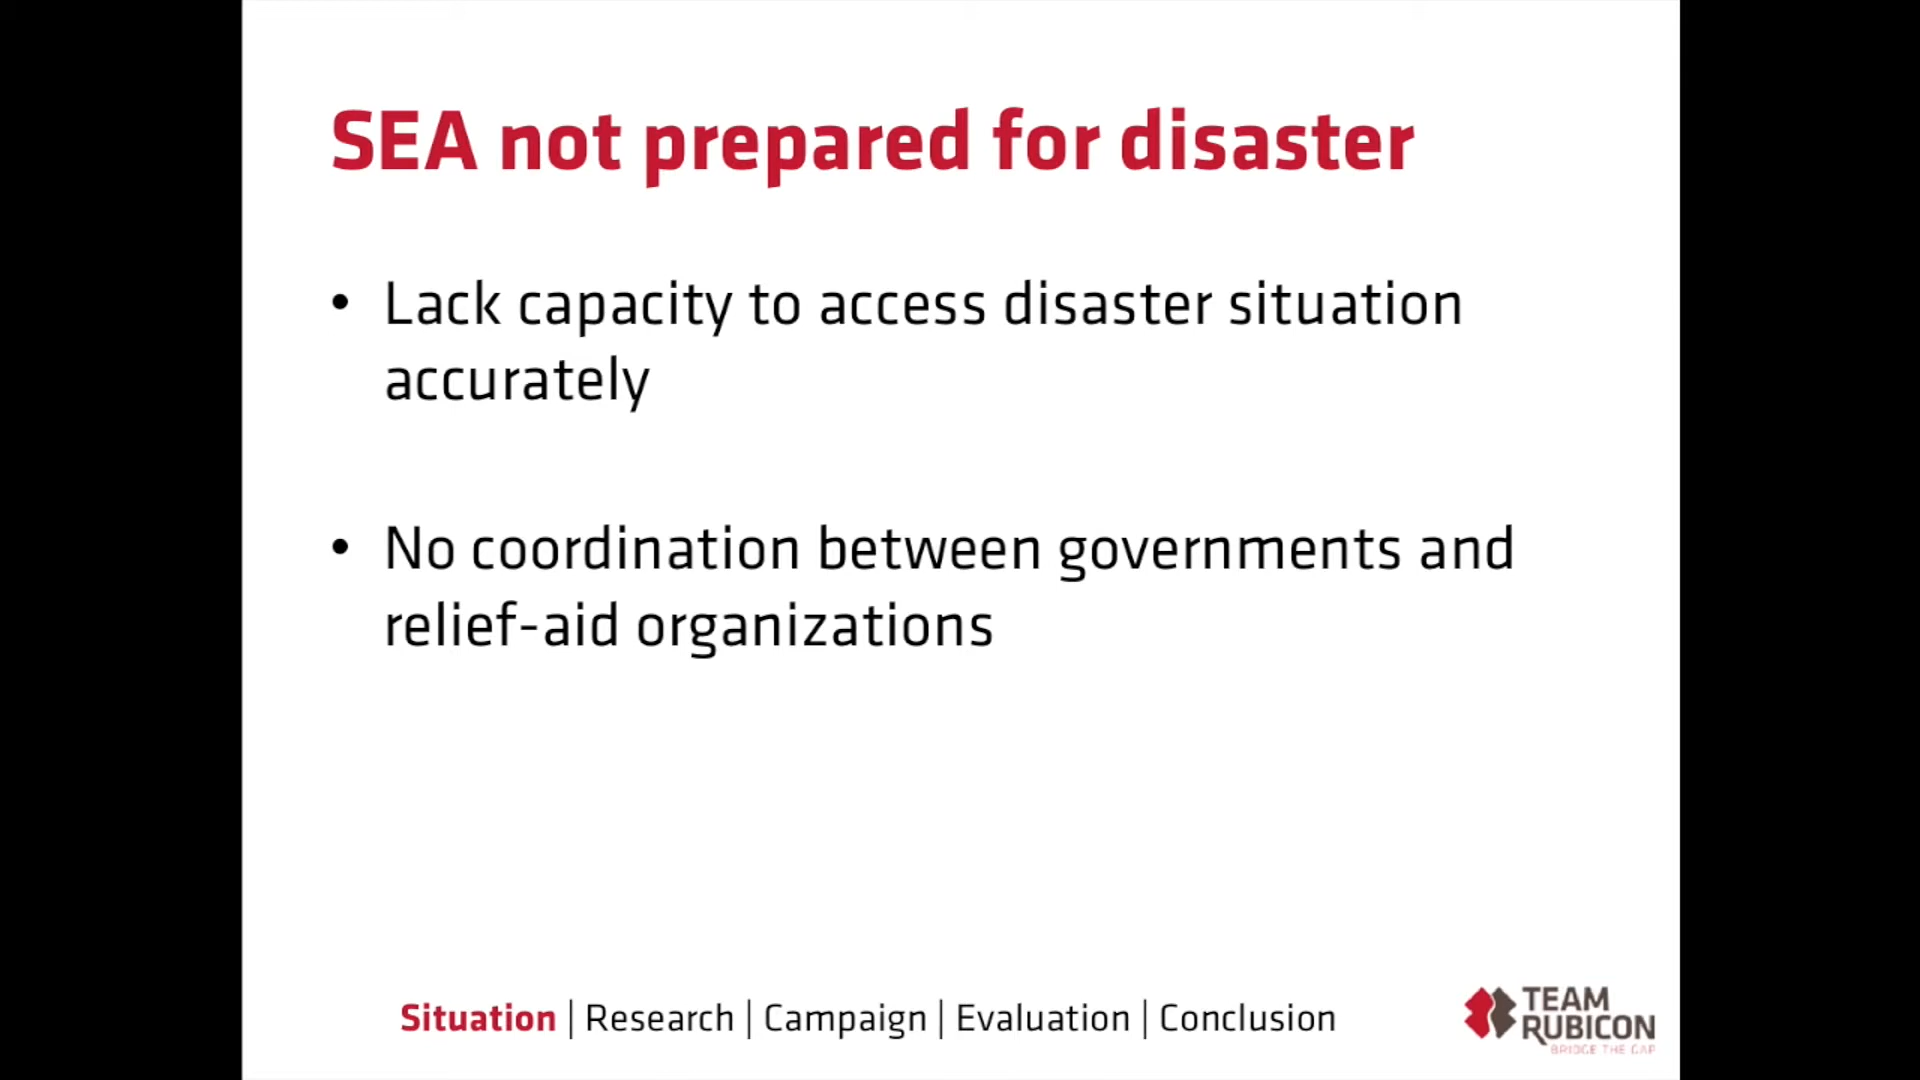 SEA not prepared for disaster
• Lack capacity to access disaster situation
accurately
• No coordination between governments and
relief-aid organizations
Situation | Research | Campaign | Evaluation | Conclusion
TEAM
RUBICON
BRIDGE THE GAP